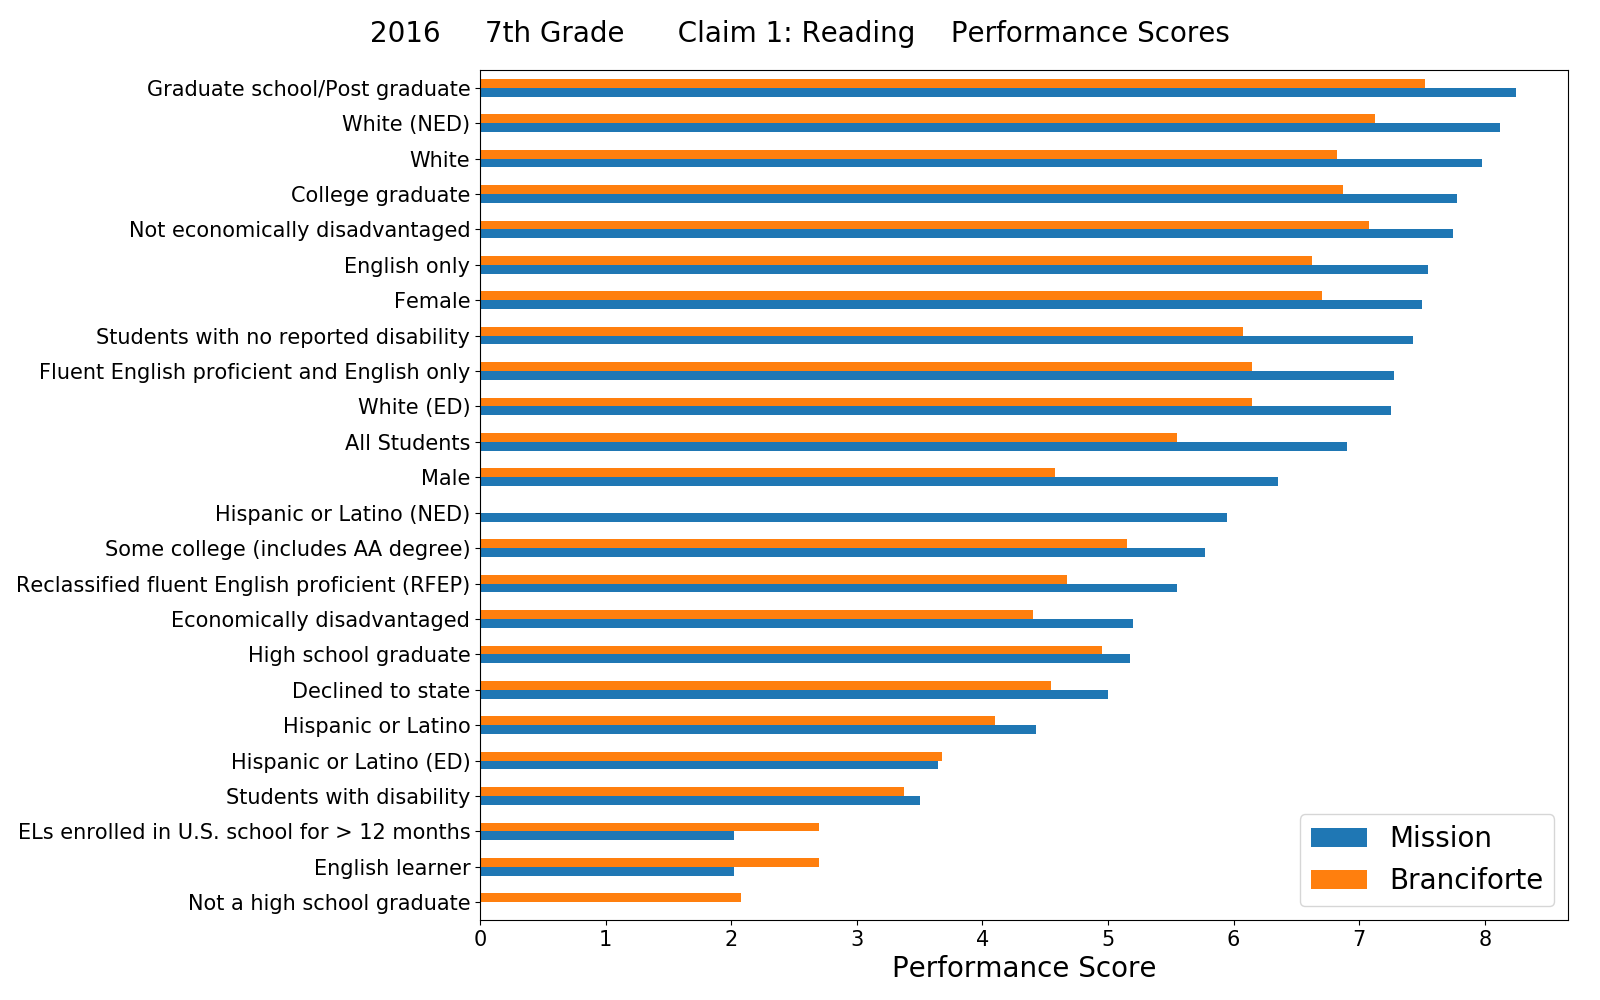 2016 7th Grade Claim 1: Reading Performance Scores
Graduate school/Post graduate
White (NED)
White
College graduate
Not economically disadvantaged
English only
Female
Students with no reported disability
Fluent English proficient and English only
White (ED)
All Students
Male
Hispanic or Latino (NED)
Some college (includes AA degree)
Reclassified fluent English proficient (RFEP)
Economically disadvantaged
High school graduate
Declined to state
Hispanic or Latino
Hispanic or Latino (ED)
Students with disability
ELs enrolled in U.S. school for > 12 months
English learner
Not a high school graduate
Mission
Branciforte
0 1 2 3 4 5 6 7 8
Performance Score